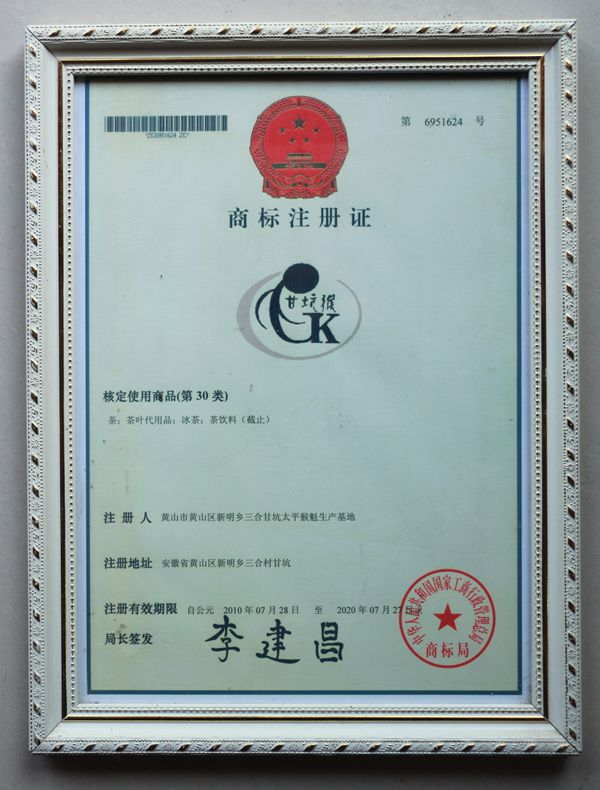 第 6951624 号
*ZC6951624 ZC*
商标注册证
甘坑猴
CK
核定使用商品(第 30 类)
茶；茶叶代用品；冰茶；茶饮料（截止）
注 册 人 黄山市黄山区新明乡三合甘坑太平猴魁生产基地
注册地址 安徽省黄山区新明乡三合村甘坑
注册有效期限 自公元 2010 年 07 月 28 日 至 2020 年 07 月 27 日止
局长签发 李建昌
中华人民共和国国家工商行政管理总局
商标局